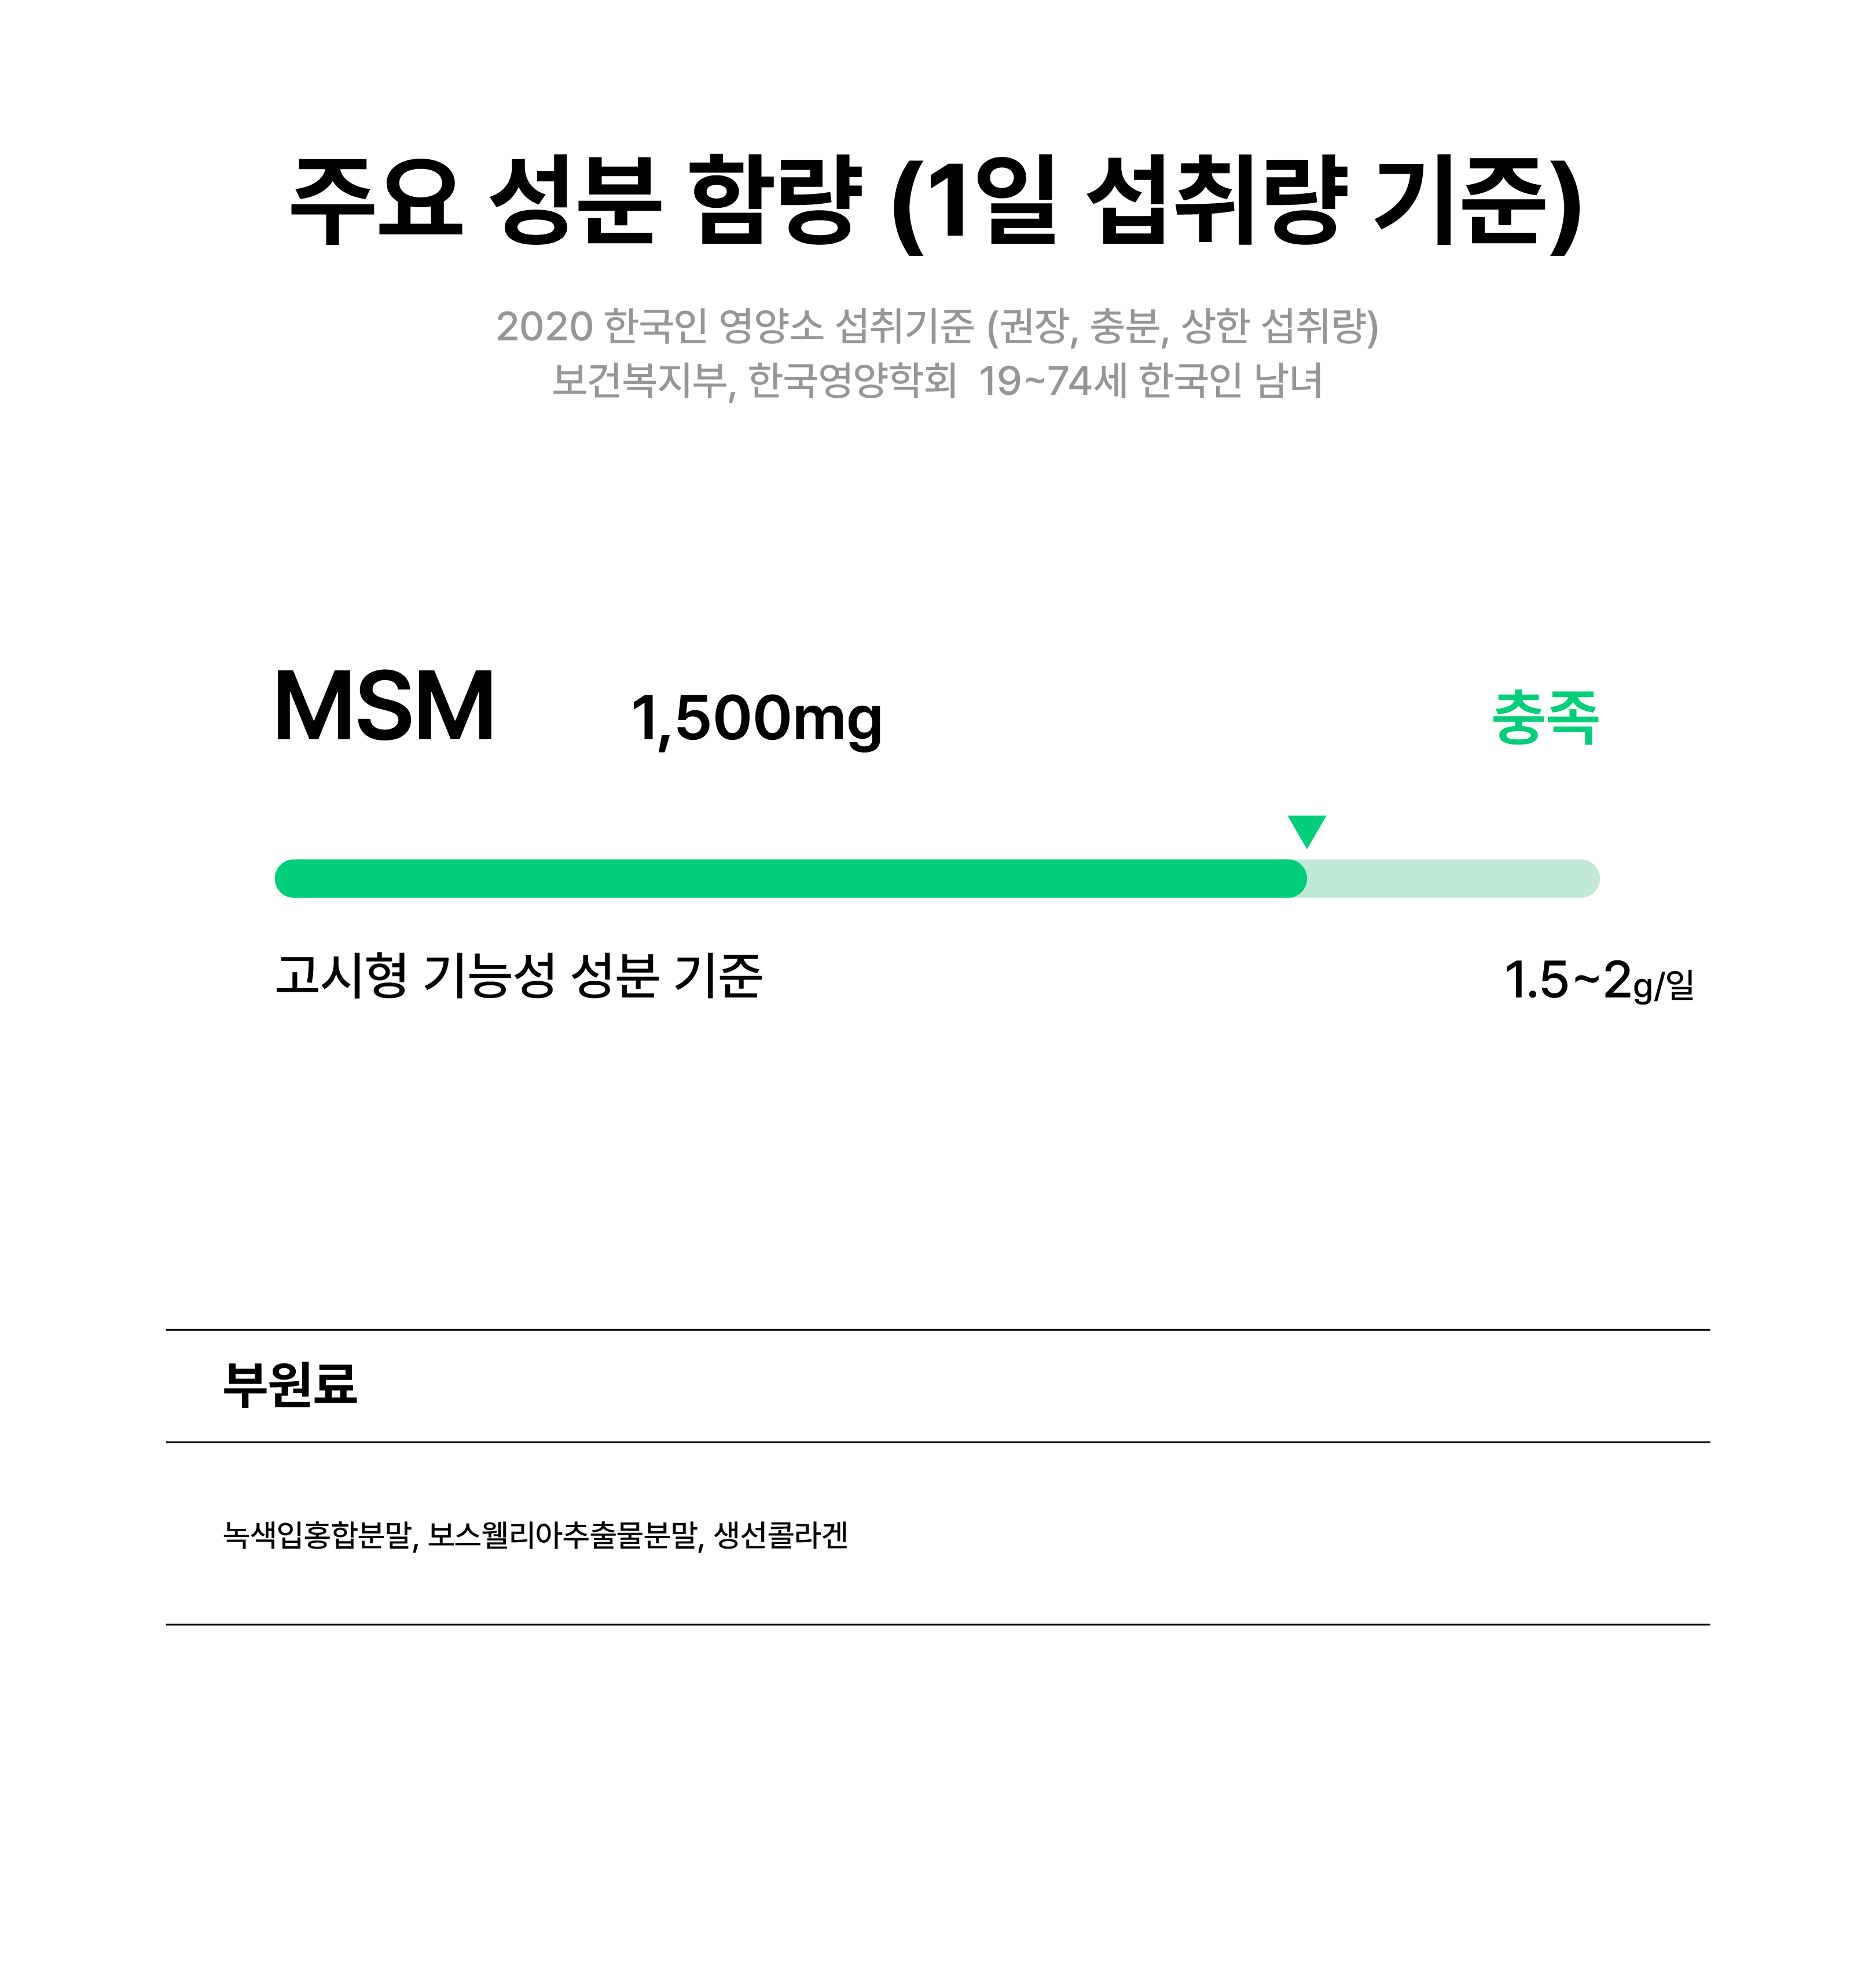 주요 성분 함량 (1일 섭취량 기준)
2020 한국인 영양소 섭취기준 (권장, 충분, 상한 섭취량)
보건복지부, 한국영양학회 19~74세 한국인 남녀
MSM 1,500mg 충족
고시형 기능성 성분 기준 1.5~2g/일
부원료
녹색입홍합분말, 보스웰리아추출물분말, 생선콜라겐